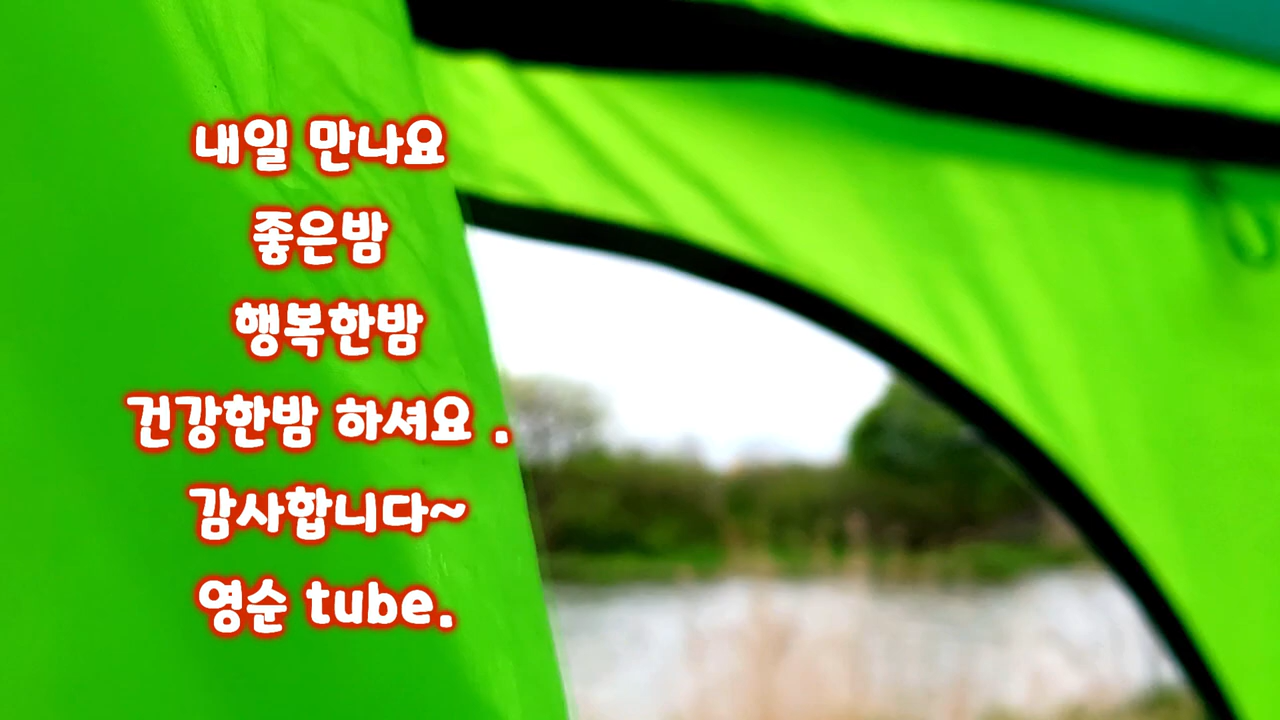 내일 만나요
좋은밤
행복한밤
건강한밤 하셔요 .
감사합니다~
영순 tube.